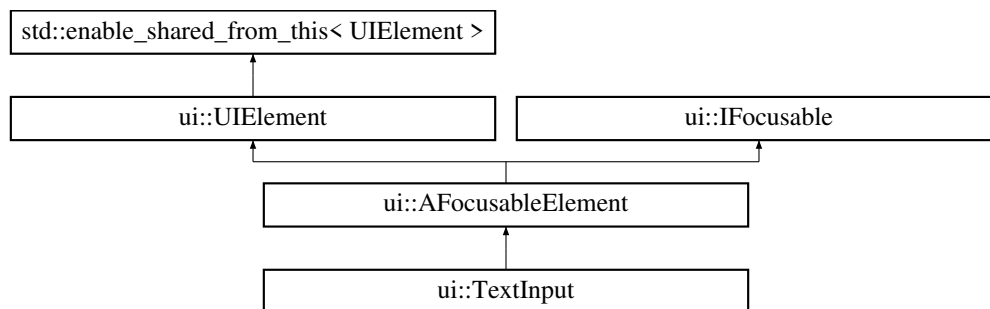 std::enable_shared_from_this< UIElement >
ui::UIElement
ui::IFocusable
ui::AFocusableElement
ui::TextInput